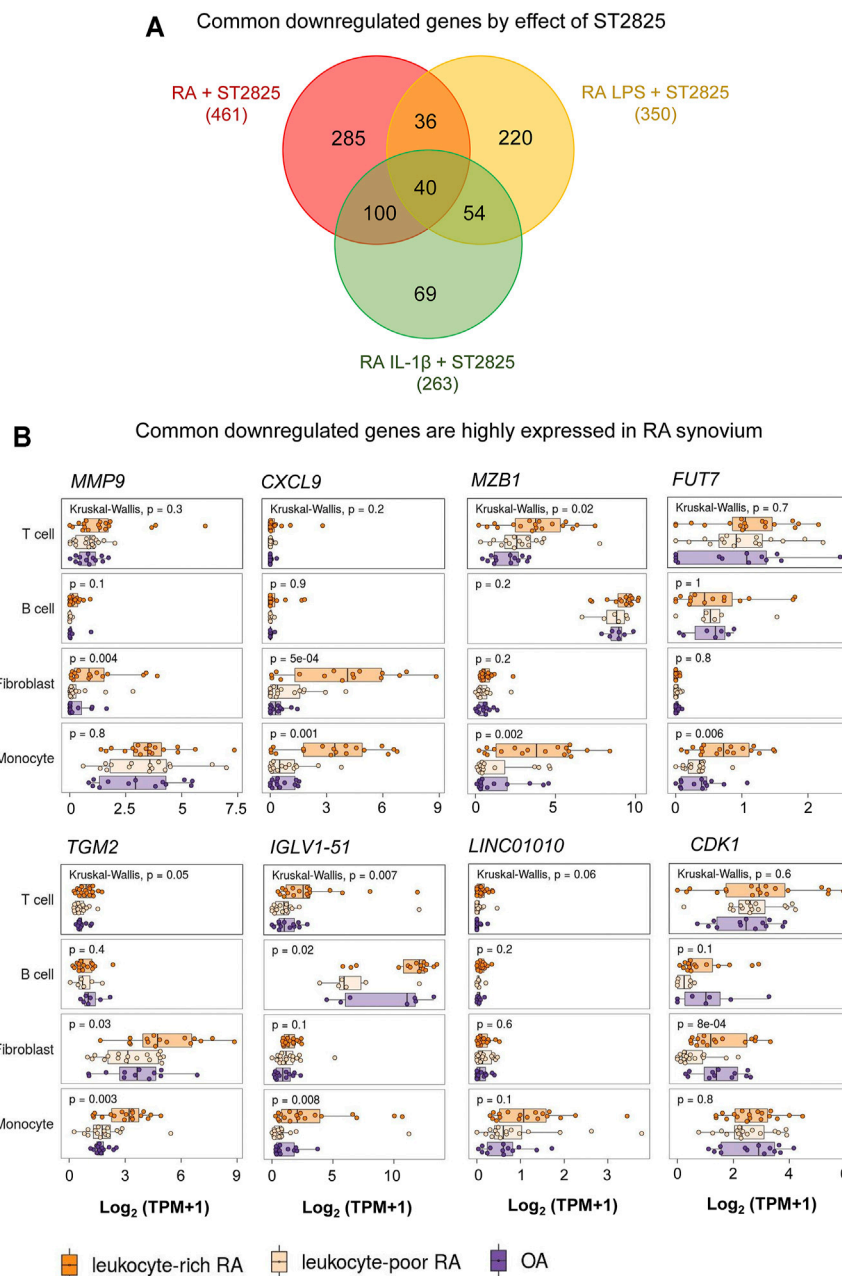 A
Common downregulated genes by effect of ST2825
RA + ST2825
(461)
RA LPS + ST2825
(350)
285
36
220
40
100
54
69
RA IL-1β + ST2825
(263)
B
Common downregulated genes are highly expressed in RA synovium
MMP9 CXCL9 MZB1 FUT7
T cell
Kruskal-Wallis, p = 0.3 Kruskal-Wallis, p = 0.2 Kruskal-Wallis, p = 0.02 Kruskal-Wallis, p = 0.7
B cell
p = 0.1 p = 0.9 p = 0.2 p = 1
Fibroblast
p = 0.004 p = 5e-04 p = 0.2 p = 0.8
Monocyte
p = 0.8 p = 0.001 p = 0.002 p = 0.006
0 2.5 5 7.5 0 3 6 9 0 5 10 0 1 2
TGM2 IGLV1-51 LINC01010 CDK1
T cell
Kruskal-Wallis, p = 0.05 Kruskal-Wallis, p = 0.007 Kruskal-Wallis, p = 0.06 Kruskal-Wallis, p = 0.6
B cell
p = 0.4 p = 0.02 p = 0.2 p = 0.1
Fibroblast
p = 0.03 p = 0.1 p = 0.6 p = 8e-04
Monocyte
p = 0.003 p = 0.008 p = 0.1 p = 0.8
0 3 6 9 0 5 10 0 1 2 3 0 2 4
Log2 (TPM+1) Log2 (TPM+1) Log2 (TPM+1) Log2 (TPM+1)
leukocyte-rich RA leukocyte-poor RA OA